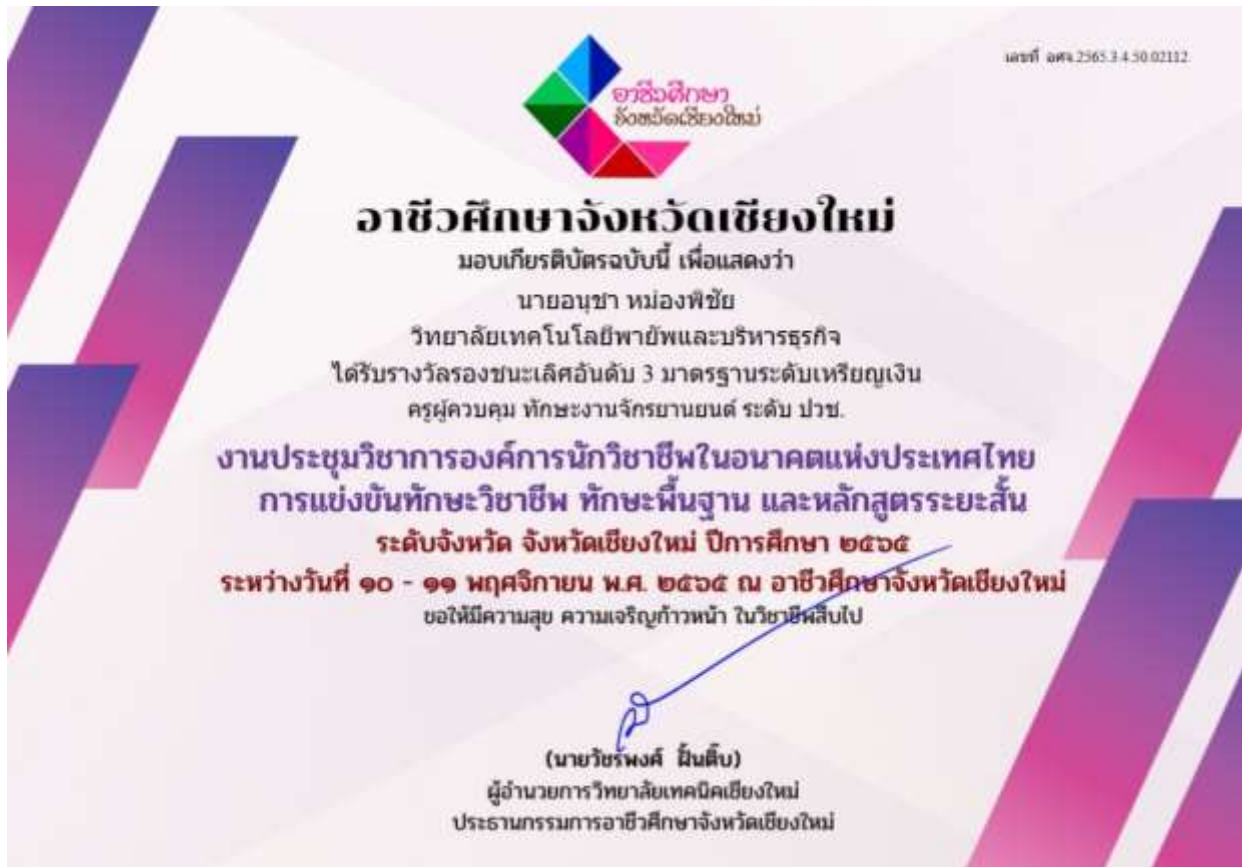 เลขที่ อศจ.2565.3.4.50.02112
อาชีวศึกษา
จังหวัดเชียงใหม่
อาชีวศึกษาจังหวัดเชียงใหม่
มอบเกียรติบัตรฉบับนี้ เพื่อแสดงว่า
นายอนุชา หม่องพิชัย
วิทยาลัยเทคโนโลยีพายัพและบริหารธุรกิจ
ได้รับรางวัลรองชนะเลิศอันดับ 3 มาตรฐานระดับเหรียญเงิน
ครูผู้ควบคุม ทักษะงานจักรยานยนต์ ระดับ ปวช.
งานประชุมวิชาการองค์การนักวิชาชีพในอนาคตแห่งประเทศไทย
การแข่งขันทักษะวิชาชีพ ทักษะพื้นฐาน และหลักสูตรระยะสั้น
ระดับจังหวัด จังหวัดเชียงใหม่ ปีการศึกษา ๒๕๖๕
ระหว่างวันที่ ๑๐ - ๑๑ พฤศจิกายน พ.ศ. ๒๕๖๕ ณ อาชีวศึกษาจังหวัดเชียงใหม่
ขอให้มีความสุข ความเจริญก้าวหน้า ในวิชาชีพสืบไป
(นายวัชรพงศ์ ฝั้นติ๊บ)
ผู้อำนวยการวิทยาลัยเทคนิคเชียงใหม่
ประธานกรรมการอาชีวศึกษาจังหวัดเชียงใหม่